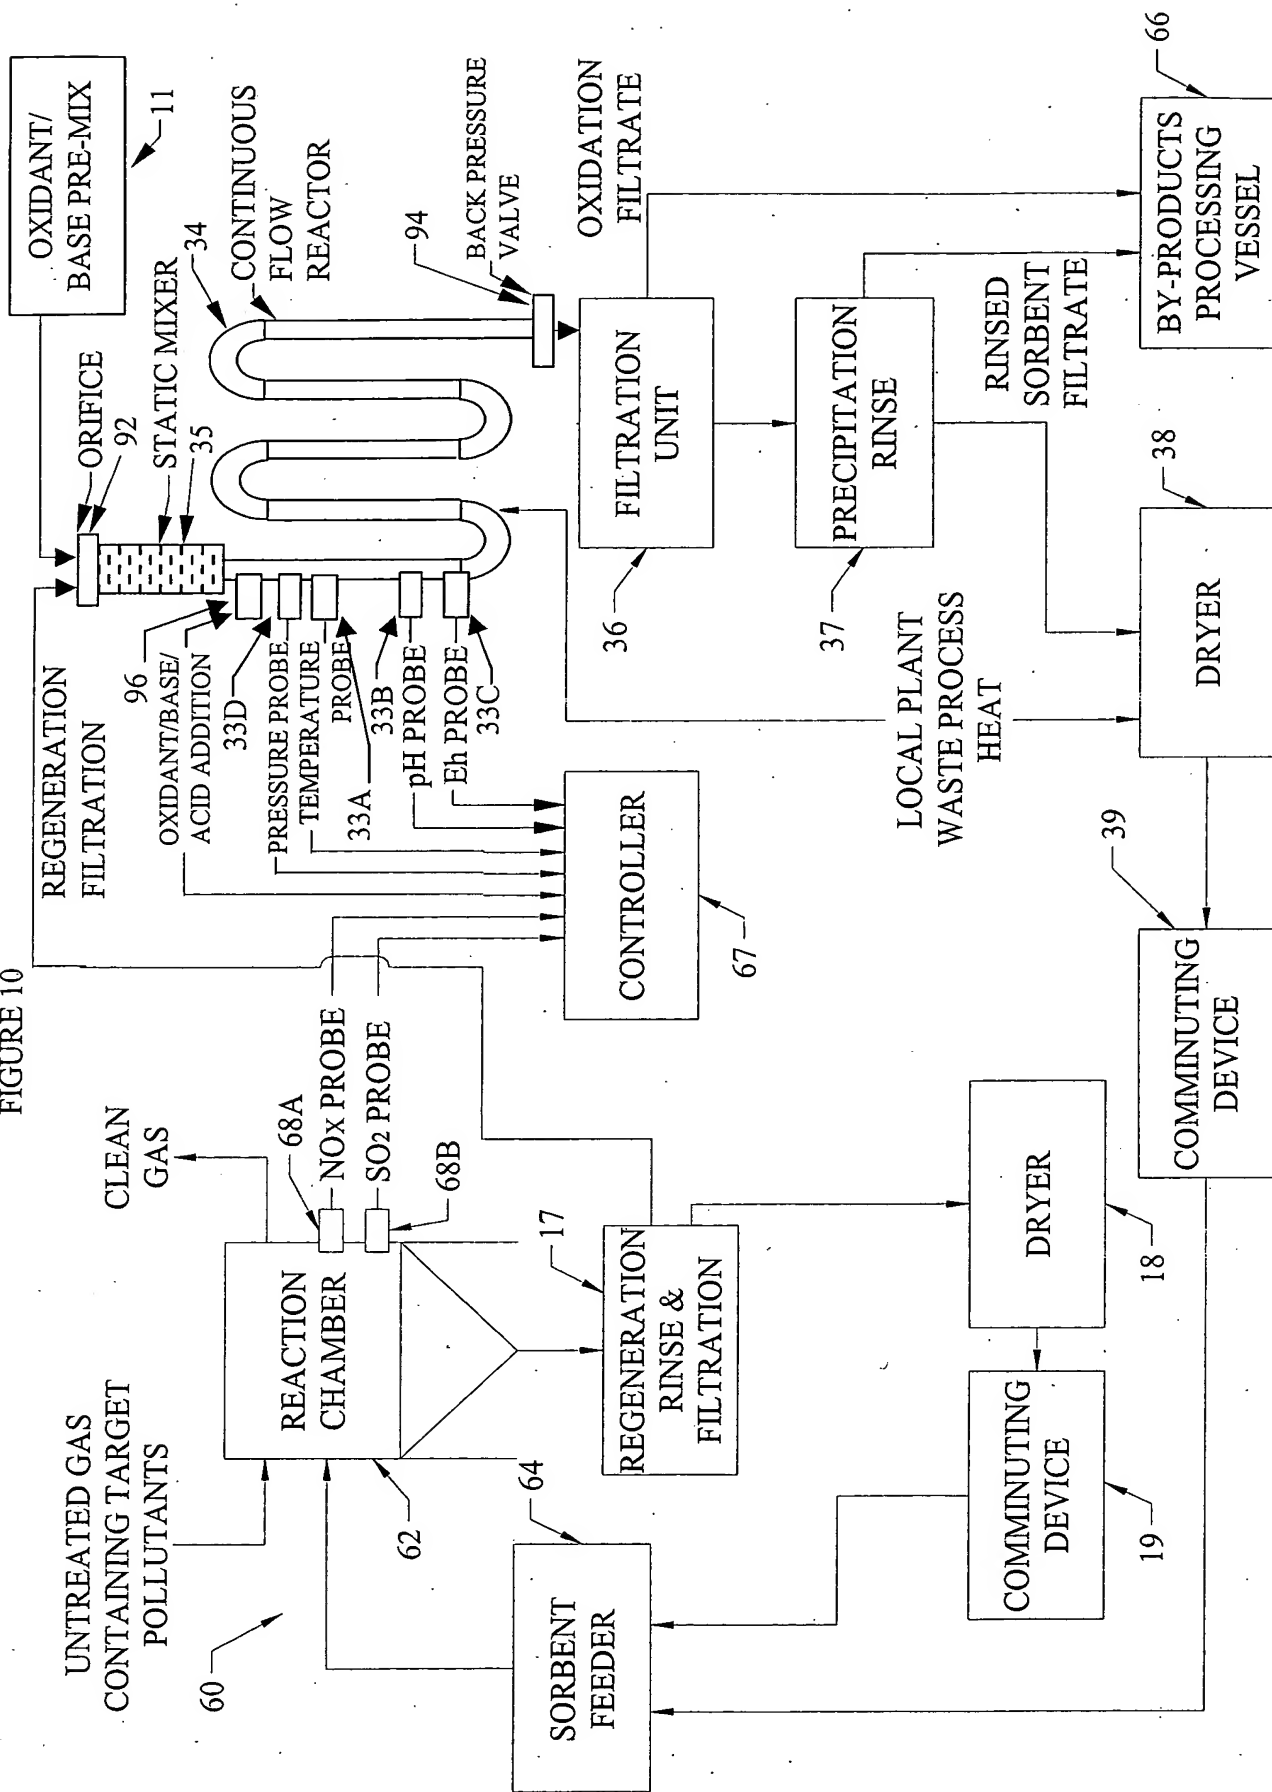 FIGURE 10
UNTREATED GAS
CONTAINING TARGET
POLLUTANTS
60
CLEAN
GAS
REACTION
CHAMBER
62
68A
NOx PROBE
SO2 PROBE
68B
64
SORBENT
FEEDER
17
REGENERATION
RINSE &
FILTRATION
COMMINUTING
DEVICE
19
DRYER
18
REGENERATION
FILTRATION
OXIDANT/
BASE PRE-MIX
11
ORIFICE
92
STATIC MIXER
35
34
CONTINUOUS
FLOW
REACTOR
94
BACK PRESSURE
VALVE
96
OXIDANT/BASE/
ACID ADDITION
33D
PRESSURE PROBE
TEMPERATURE
PROBE
33A
33B
pH PROBE
Eh PROBE
33C
CONTROLLER
67
OXIDATION
FILTRATE
FILTRATION
UNIT
36
PRECIPITATION
RINSE
37
RINSED
SORBENT
FILTRATE
BY-PRODUCTS
PROCESSING
VESSEL
66
LOCAL PLANT
WASTE PROCESS
HEAT
DRYER
38
39
COMMINUTING
DEVICE